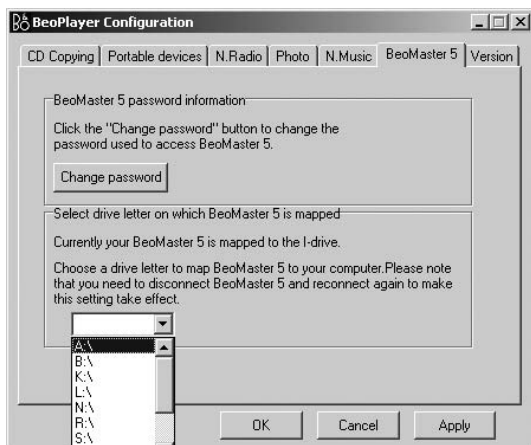 BeoPlayer Configuration
CD Copying Portable devices N.Radio Photo N.Music BeoMaster 5 Version
BeoMaster 5 password information
Click the "Change password" button to change the
password used to access BeoMaster 5.
Change password
Select drive letter on which BeoMaster 5 is mapped
Currently your BeoMaster 5 is mapped to the I-drive.
Choose a drive letter to map BeoMaster 5 to your computer.Please note
that you need to disconnect BeoMaster 5 and reconnect again to make
this setting take effect.
A:\
B:\
K:\
L:\
N:\
R:\
S:\
OK Cancel Apply